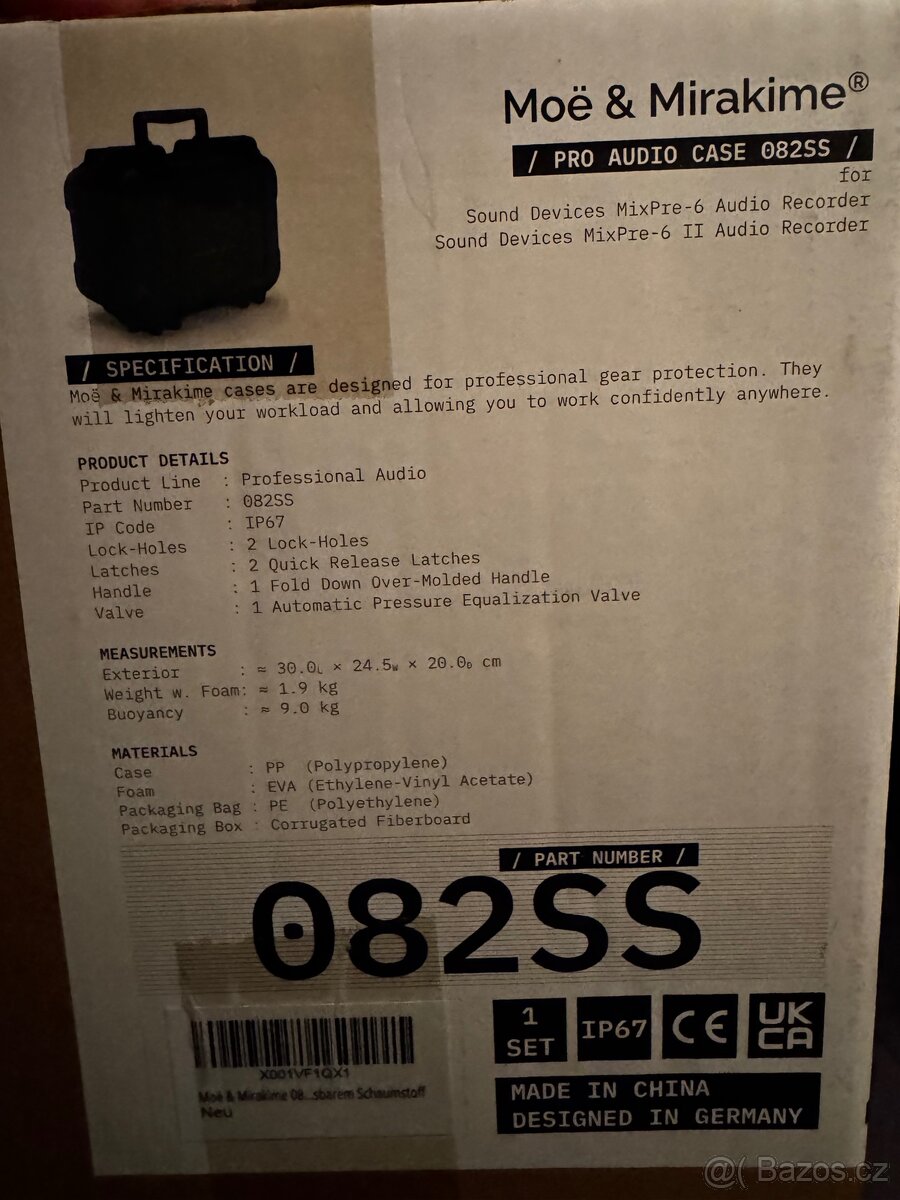 Moë & Mirakime®
/ PRO AUDIO CASE 082SS /
for
Sound Devices MixPre-6 Audio Recorder
Sound Devices MixPre-6 II Audio Recorder
/ SPECIFICATION /
Moë & Mirakime cases are designed for professional gear protection. They
will lighten your workload and allowing you to work confidently anywhere.
PRODUCT DETAILS
Product Line : Professional Audio
Part Number : 082SS
IP Code : IP67
Lock-Holes : 2 Lock-Holes
Latches : 2 Quick Release Latches
Handle : 1 Fold Down Over-Molded Handle
Valve : 1 Automatic Pressure Equalization Valve
MEASUREMENTS
Exterior : ≈ 30.0L × 24.5W × 20.0D cm
Weight w. Foam: ≈ 1.9 kg
Buoyancy : ≈ 9.0 kg
MATERIALS
Case : PP (Polypropylene)
Foam : EVA (Ethylene-Vinyl Acetate)
Packaging Bag : PE (Polyethylene)
Packaging Box : Corrugated Fiberboard
/ PART NUMBER /
082SS
X001VF1QX1
Moë & Mirakime 08...sbarem Schaumstoff
Neu
1 SET
IP67
CE
UK CA
MADE IN CHINA
DESIGNED IN GERMANY
@( Bazos.cz